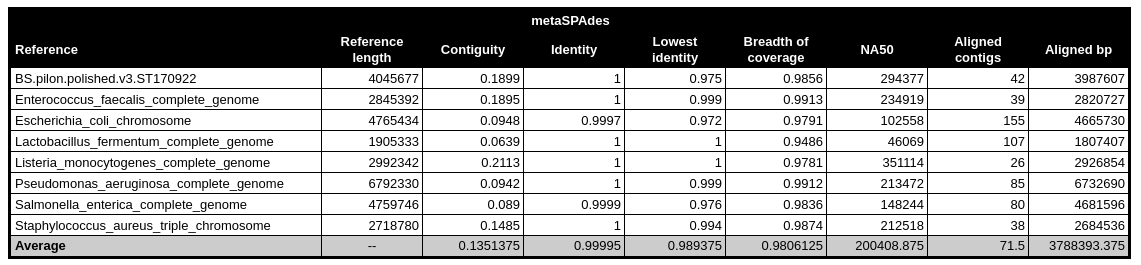 metaSPAdes
Reference Reference length Contiguity Identity Lowest identity Breadth of coverage NA50 Aligned contigs Aligned bp
BS.pilon.polished.v3.ST170922 4045677 0.1899 1 0.975 0.9856 294377 42 3987607
Enterococcus_faecalis_complete_genome 2845392 0.1895 1 0.999 0.9913 234919 39 2820727
Escherichia_coli_chromosome 4765434 0.0948 0.9997 0.972 0.9791 102558 155 4665730
Lactobacillus_fermentum_complete_genome 1905333 0.0639 1 1 0.9486 46069 107 1807407
Listeria_monocytogenes_complete_genome 2992342 0.2113 1 1 0.9781 351114 26 2926854
Pseudomonas_aeruginosa_complete_genome 6792330 0.0942 1 0.999 0.9912 213472 85 6732690
Salmonella_enterica_complete_genome 4759746 0.089 0.9999 0.976 0.9836 148244 80 4681596
Staphylococcus_aureus_triple_chromosome 2718780 0.1485 1 0.994 0.9874 212518 38 2684536
Average -- 0.1351375 0.99995 0.989375 0.9806125 200408.875 71.5 3788393.375